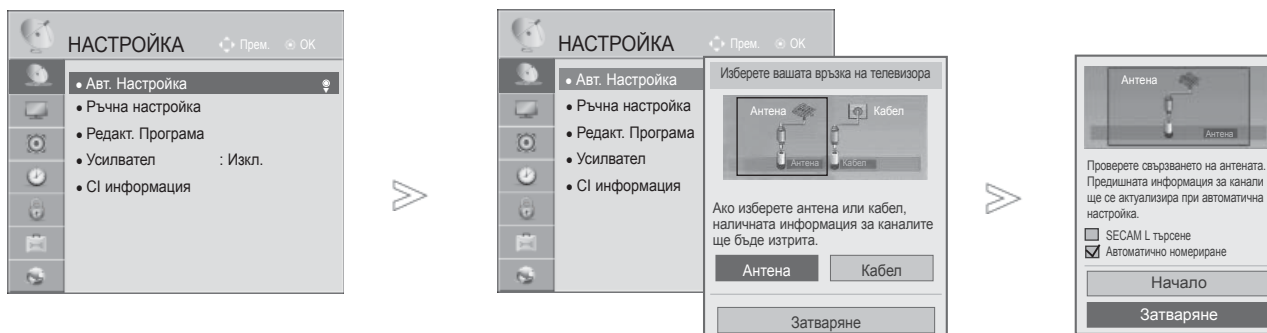 НАСТРОЙКА
Прем. OK
• Авт. Настройка
• Ръчна настройка
• Редакт. Програма
• Усилвател : Изкл.
• CI информация
НАСТРОЙКА
Прем. OK
• Авт. Настройка
• Ръчна настройка
• Редакт. Програма
• Усилвател
• CI информация
Изберете вашата връзка на телевизора
Антена Кабел
Антена Кабел
Ако изберете антена или кабел,
наличната информация за каналите
ще бъде изтрита.
Антена Кабел
Затваряне
Антена
Антена
Проверете свързването на антената.
Предишната информация за канали
ще се актуализира при автоматична
настройка.
SECAM L търсене
Автоматично номериране
Начало
Затваряне